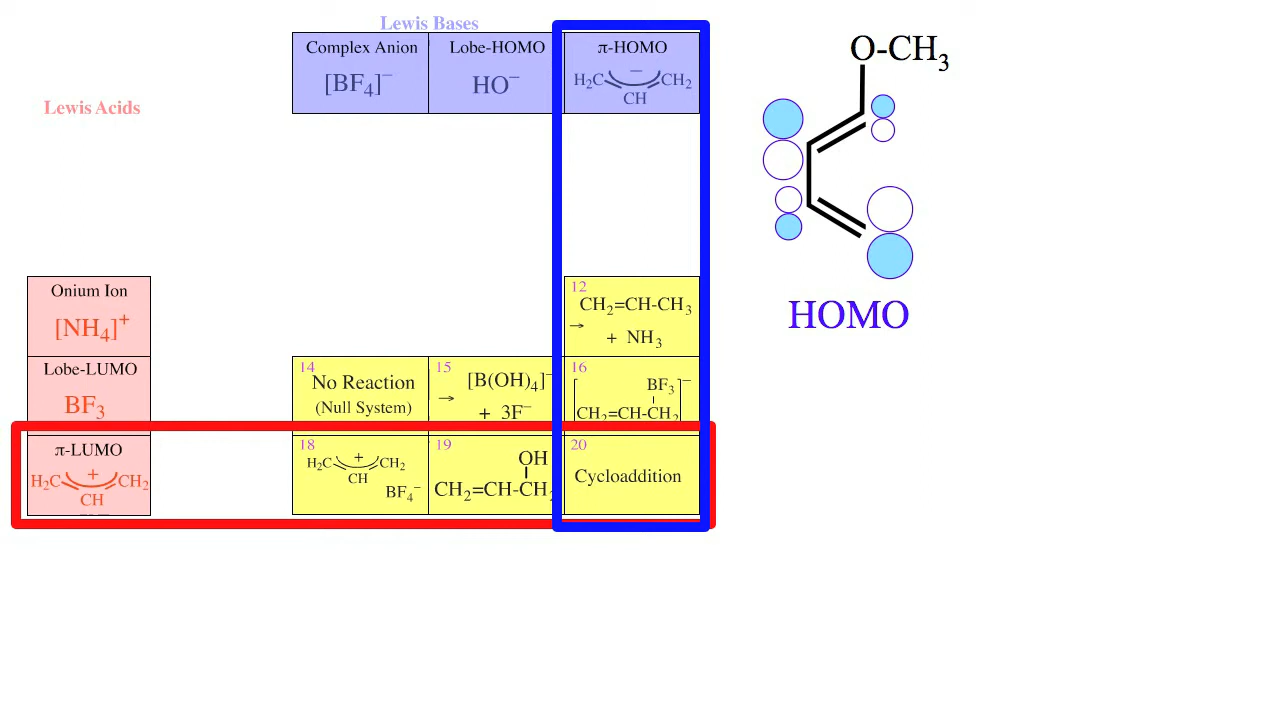 Lewis Bases
Complex Anion
[BF4]−
Lobe-HOMO
HO−
π-HOMO
−
H2C CH2
CH
O-CH3
Lewis Acids
HOMO
Onium Ion
[NH4]+
12
CH2=CH-CH3
→
+ NH3
Lobe-LUMO
BF3
14
No Reaction
(Null System)
15
→ [B(OH)4]−
+ 3F−
16
BF3 −
[CH2=CH-CH2]
π-LUMO
+
H2C CH2
CH
18
+
H2C CH2
CH
BF4−
19
OH
CH2=CH-CH2
20
Cycloaddition